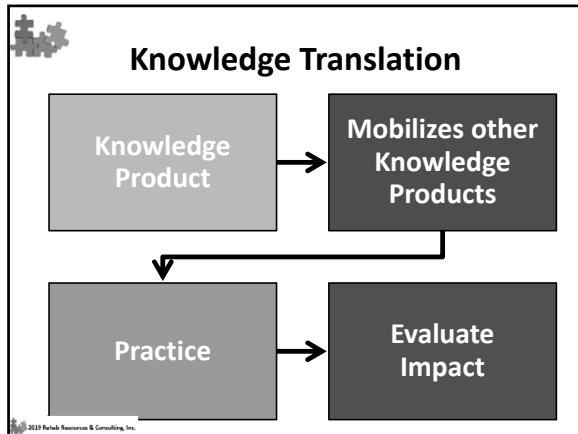 Knowledge Translation
Knowledge
Product
Mobilizes other
Knowledge
Products
Practice
Evaluate
Impact
2019 Rehab Resources & Consulting, Inc.